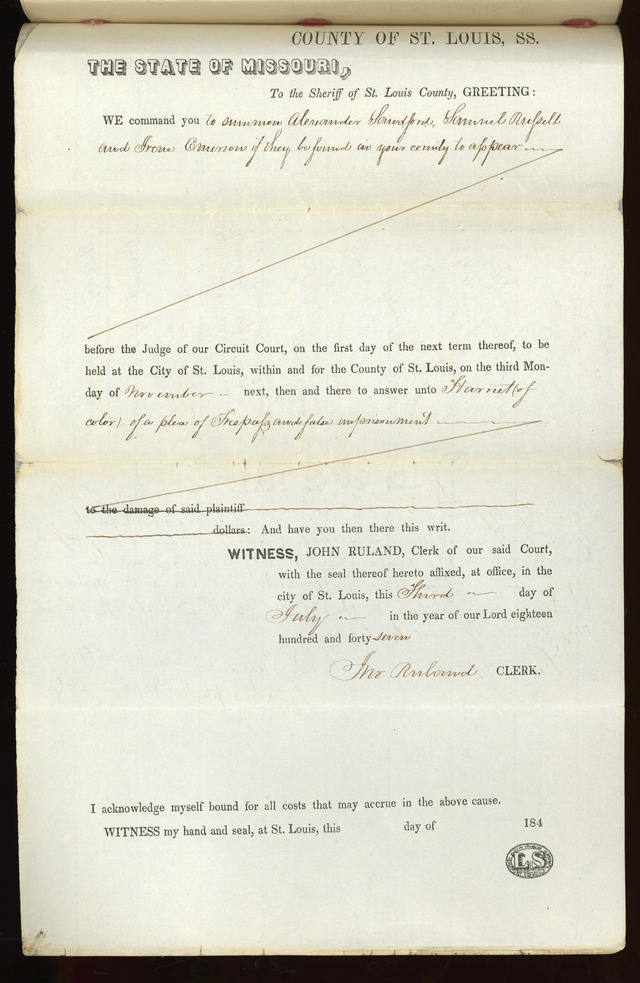 COUNTY OF ST. LOUIS, SS.
THE STATE OF MISSOURI,
To the Sheriff of St. Louis County, GREETING:
WE command you to summon Alexander Sandford, Samuel Russell
and Irene Emerson if they be found in your county to appear
before the Judge of our Circuit Court, on the first day of the next term thereof, to be
held at the City of St. Louis, within and for the County of St. Louis, on the third Mon-
day of November next, then and there to answer unto Harriet (of
color) of a plea of Trespass and false imprisonment
to the damage of said plaintiff
dollars: And have you then there this writ.
WITNESS, JOHN RULAND, Clerk of our said Court,
with the seal thereof hereto affixed, at office, in the
city of St. Louis, this Third day of
July in the year of our Lord eighteen
hundred and forty-seven
Jno Ruland CLERK.
I acknowledge myself bound for all costs that may accrue in the above cause.
WITNESS my hand and seal, at St. Louis, this day of 184
LS